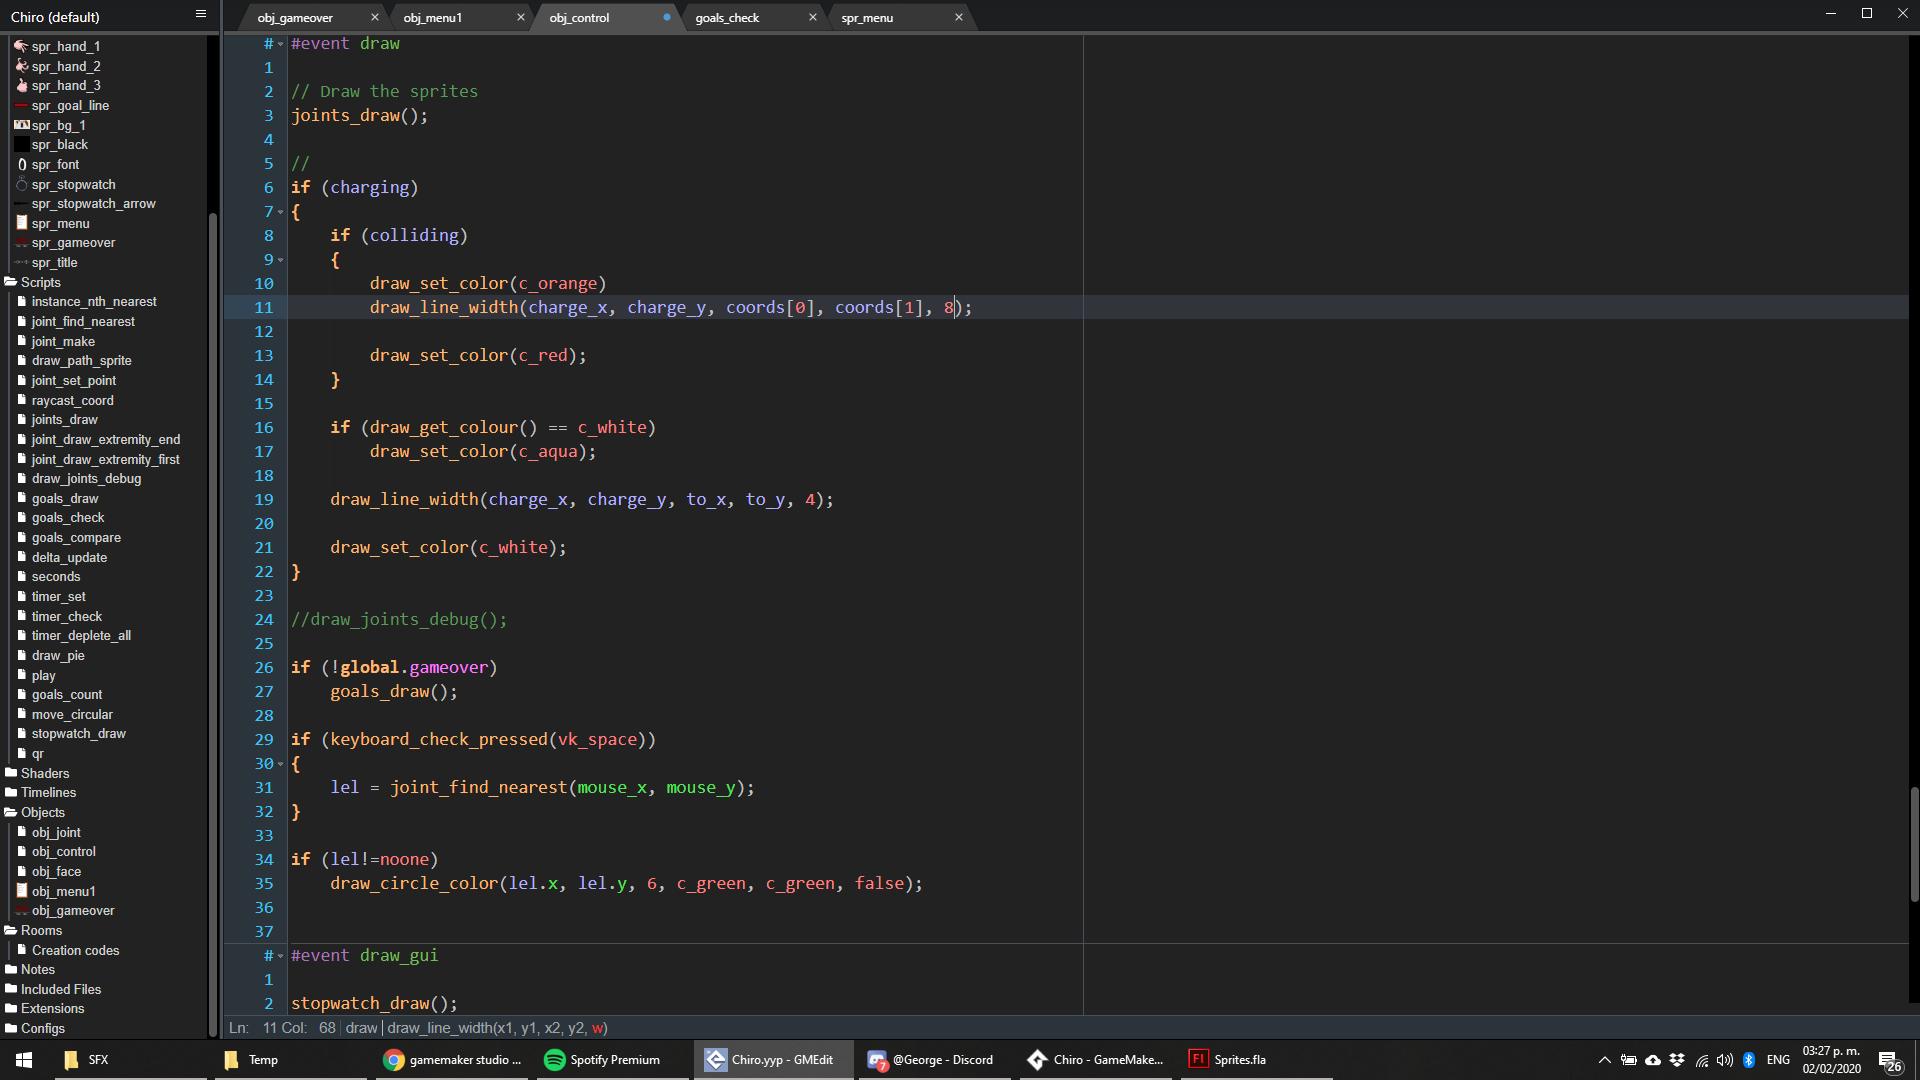 Chiro (default)
obj_gameover
obj_menu1
obj_control
goals_check
spr_menu
spr_hand_1
spr_hand_2
spr_hand_3
spr_goal_line
spr_bg_1
spr_black
spr_font
spr_stopwatch
spr_stopwatch_arrow
spr_menu
spr_gameover
spr_title
Scripts
instance_nth_nearest
joint_find_nearest
joint_make
draw_path_sprite
joint_set_point
raycast_coord
joints_draw
joint_draw_extremity_end
joint_draw_extremity_first
draw_joints_debug
goals_draw
goals_check
goals_compare
delta_update
seconds
timer_set
timer_check
timer_deplete_all
draw_pie
play
goals_count
move_circular
stopwatch_draw
qr
Shaders
Timelines
Objects
obj_joint
obj_control
obj_face
obj_menu1
obj_gameover
Rooms
Creation codes
Notes
Included Files
Extensions
Configs
# #event draw
1
2 // Draw the sprites
3 joints_draw();
4
5 //
6 if (charging)
7 {
8 if (colliding)
9 {
10 draw_set_color(c_orange)
11 draw_line_width(charge_x, charge_y, coords[0], coords[1], 8);
12
13 draw_set_color(c_red);
14 }
15
16 if (draw_get_colour() == c_white)
17 draw_set_color(c_aqua);
18
19 draw_line_width(charge_x, charge_y, to_x, to_y, 4);
20
21 draw_set_color(c_white);
22 }
23
24 //draw_joints_debug();
25
26 if (!global.gameover)
27 goals_draw();
28
29 if (keyboard_check_pressed(vk_space))
30 {
31 lel = joint_find_nearest(mouse_x, mouse_y);
32 }
33
34 if (lel!=noone)
35 draw_circle_color(lel.x, lel.y, 6, c_green, c_green, false);
36
37
# #event draw_gui
1
2 stopwatch_draw();
Ln: 11 Col: 68 draw draw_line_width(x1, y1, x2, y2, w)
SFX
Temp
gamemaker studio ...
Spotify Premium
Chiro.yyp - GMEdit
7
@George - Discord
Chiro - GameMake...
Fl
Sprites.fla
ENG
03:27 p. m.
02/02/2020
26